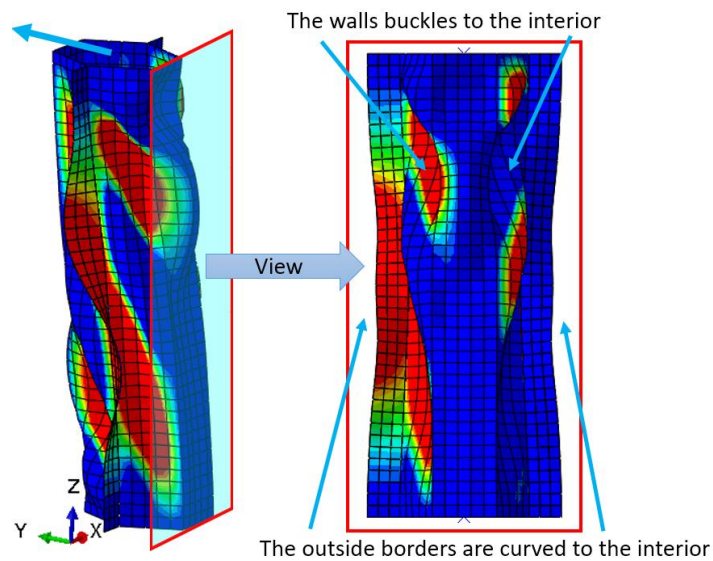 The walls buckles to the interior
View
Z
Y
X
The outside borders are curved to the interior